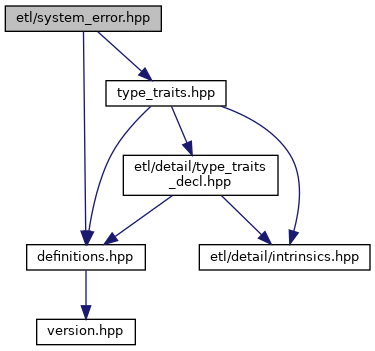 etl/system_error.hpp
type_traits.hpp
etl/detail/type_traits
_decl.hpp
definitions.hpp
etl/detail/intrinsics.hpp
version.hpp